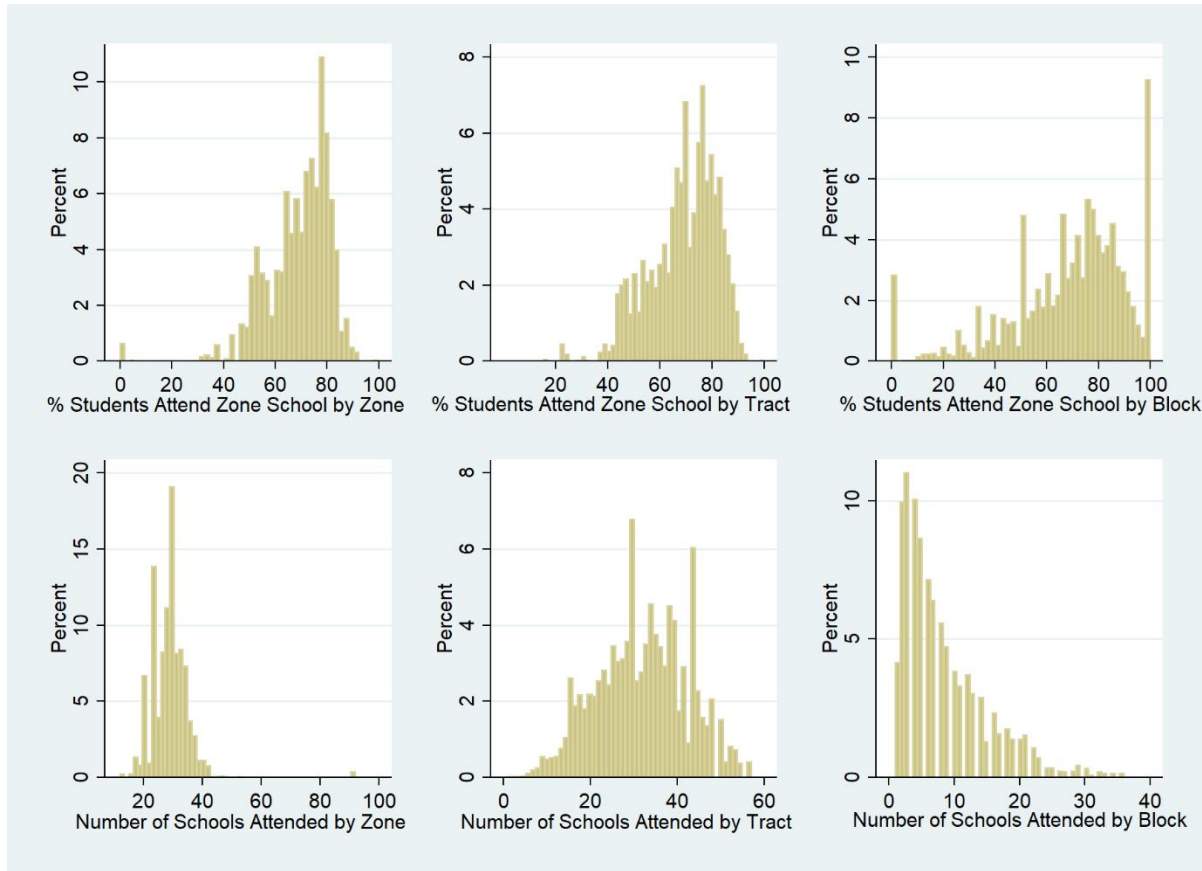 Percent
0 2 4 6 8 10
0 20 40 60 80 100
% Students Attend Zone School by Zone
Percent
0 2 4 6 8
20 40 60 80 100
% Students Attend Zone School by Tract
Percent
0 2 4 6 8 10
0 20 40 60 80 100
% Students Attend Zone School by Block
Percent
0 5 10 15 20
20 40 60 80 100
Number of Schools Attended by Zone
Percent
0 2 4 6 8
0 20 40 60
Number of Schools Attended by Tract
Percent
0 5 10
0 10 20 30 40
Number of Schools Attended by Block